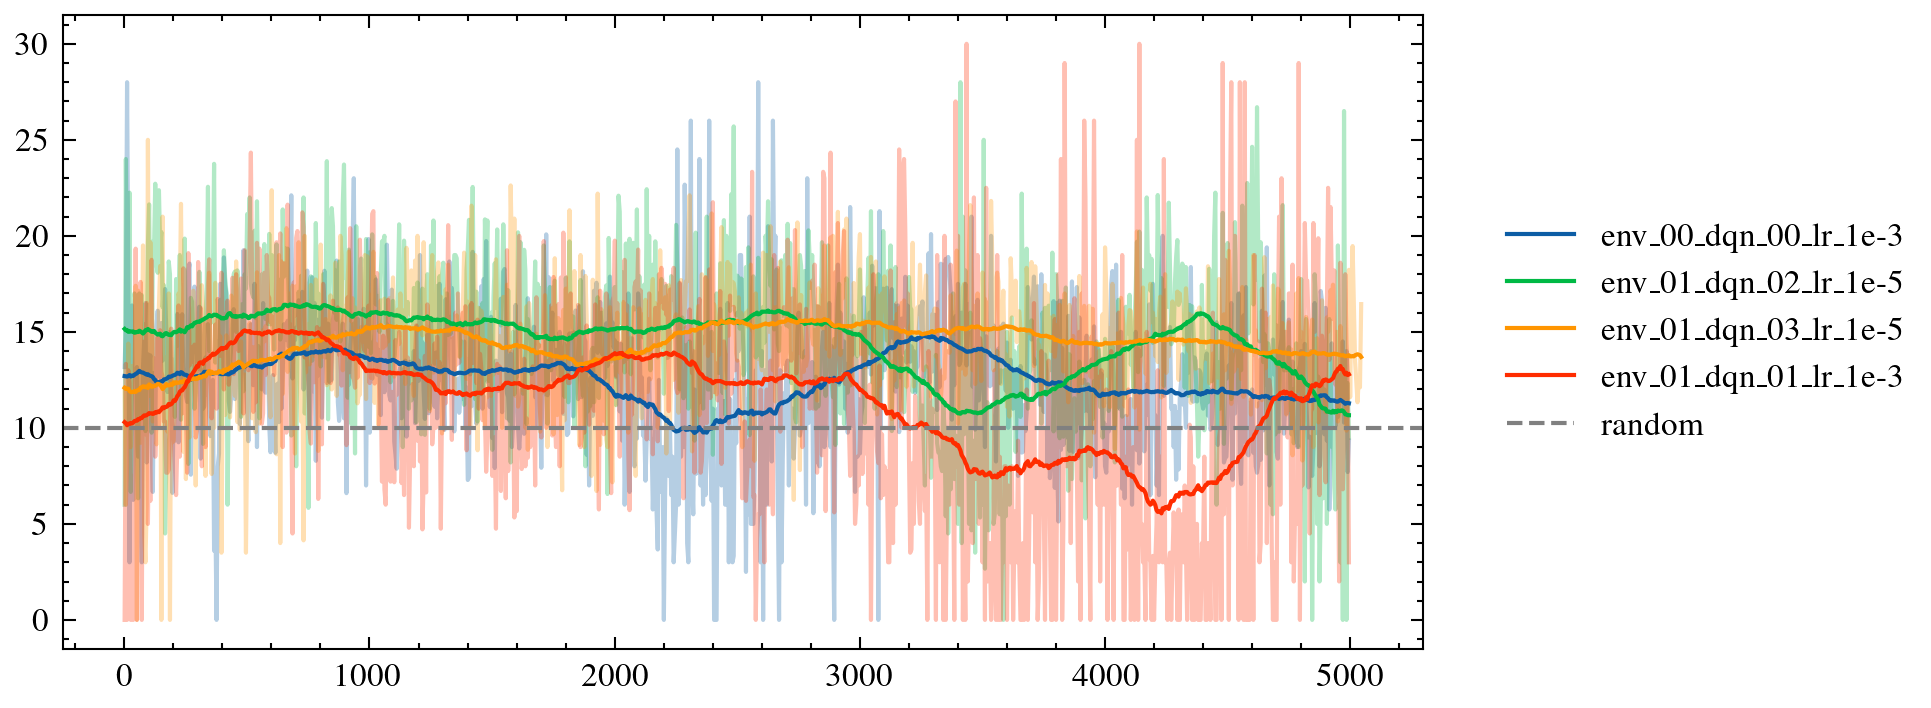 30
25
20
15
10
5
0
0 1000 2000 3000 4000 5000
env_00_dqn_00_lr_1e-3
env_01_dqn_02_lr_1e-5
env_01_dqn_03_lr_1e-5
env_01_dqn_01_lr_1e-3
random